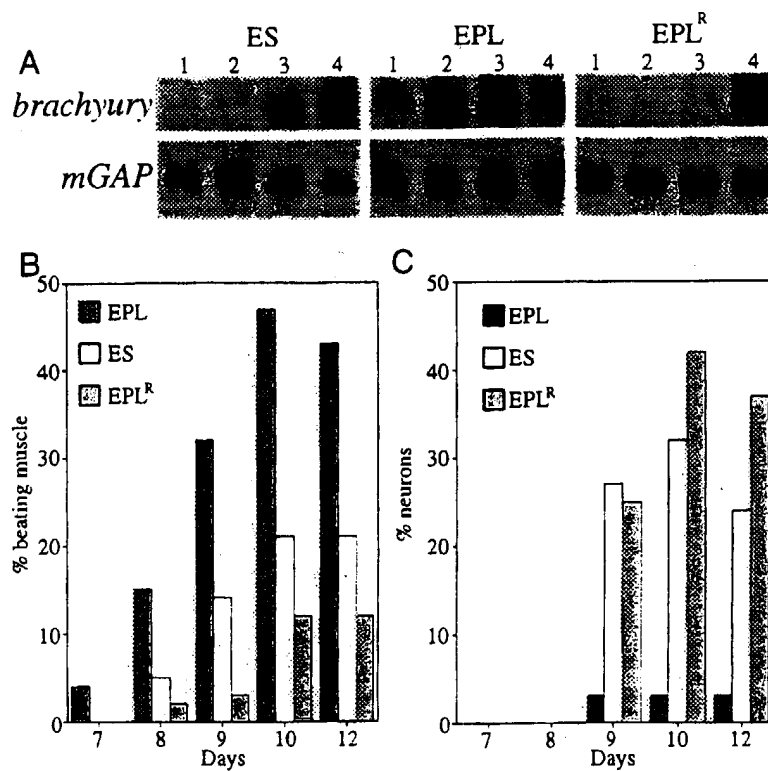 ES EPL EPL^R
A 1 2 3 4 1 2 3 4 1 2 3 4
brachyury
mGAP
B
50
40
30
20
10
0
% beating muscle
EPL
ES
EPL^R
7 8 9 10 12
Days
C
50
40
30
20
10
0
% neurons
EPL
ES
EPL^R
7 8 9 10 12
Days